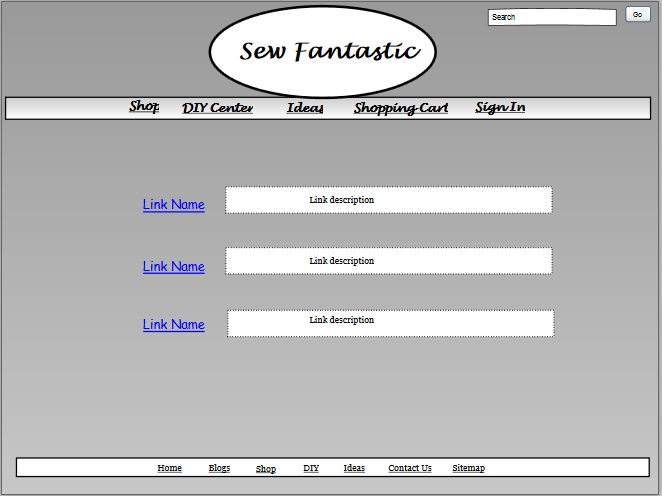 Search Go
Sew Fantastic
Shop DIY Center Ideas Shopping Cart Sign In
Link Name Link description
Link Name Link description
Link Name Link description
Home Blogs Shop DIY Ideas Contact Us Sitemap